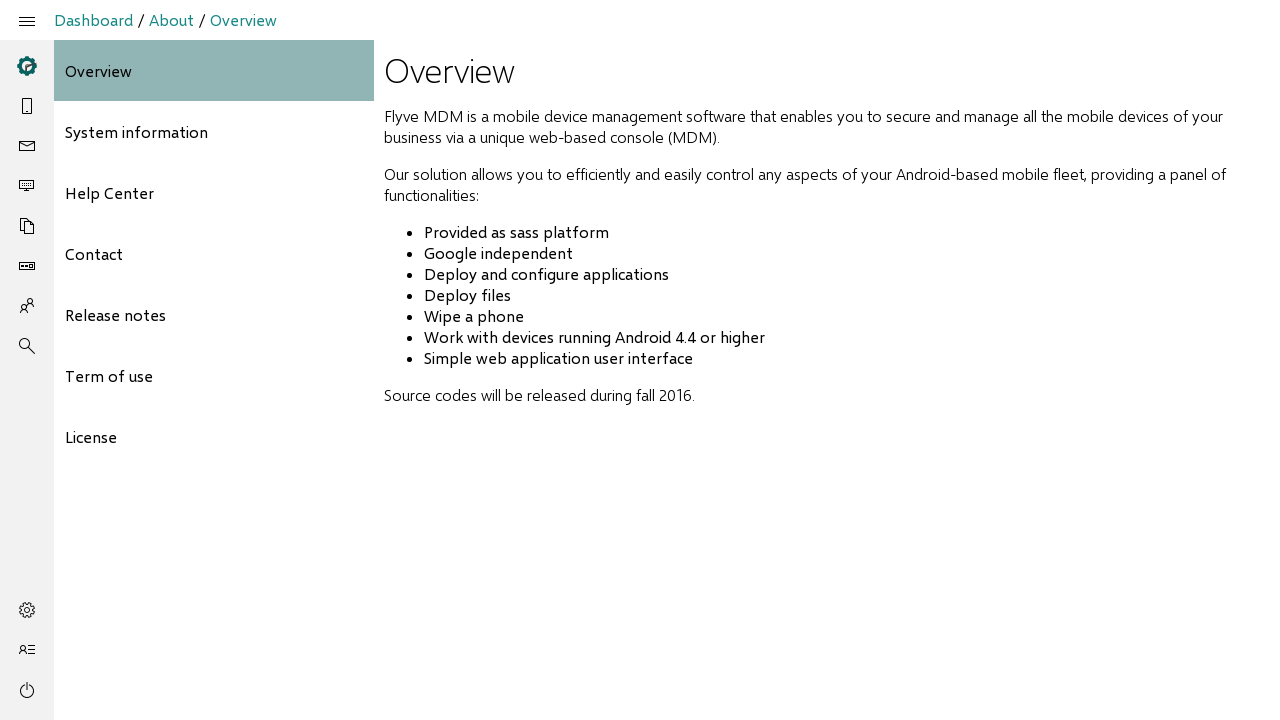 Dashboard / About / Overview
Overview
System information
Help Center
Contact
Release notes
Term of use
License
Overview
Flyve MDM is a mobile device management software that enables you to secure and manage all the mobile devices of your
business via a unique web-based console (MDM).
Our solution allows you to efficiently and easily control any aspects of your Android-based mobile fleet, providing a panel of
functionalities:
Provided as sass platform
Google independent
Deploy and configure applications
Deploy files
Wipe a phone
Work with devices running Android 4.4 or higher
Simple web application user interface
Source codes will be released during fall 2016.